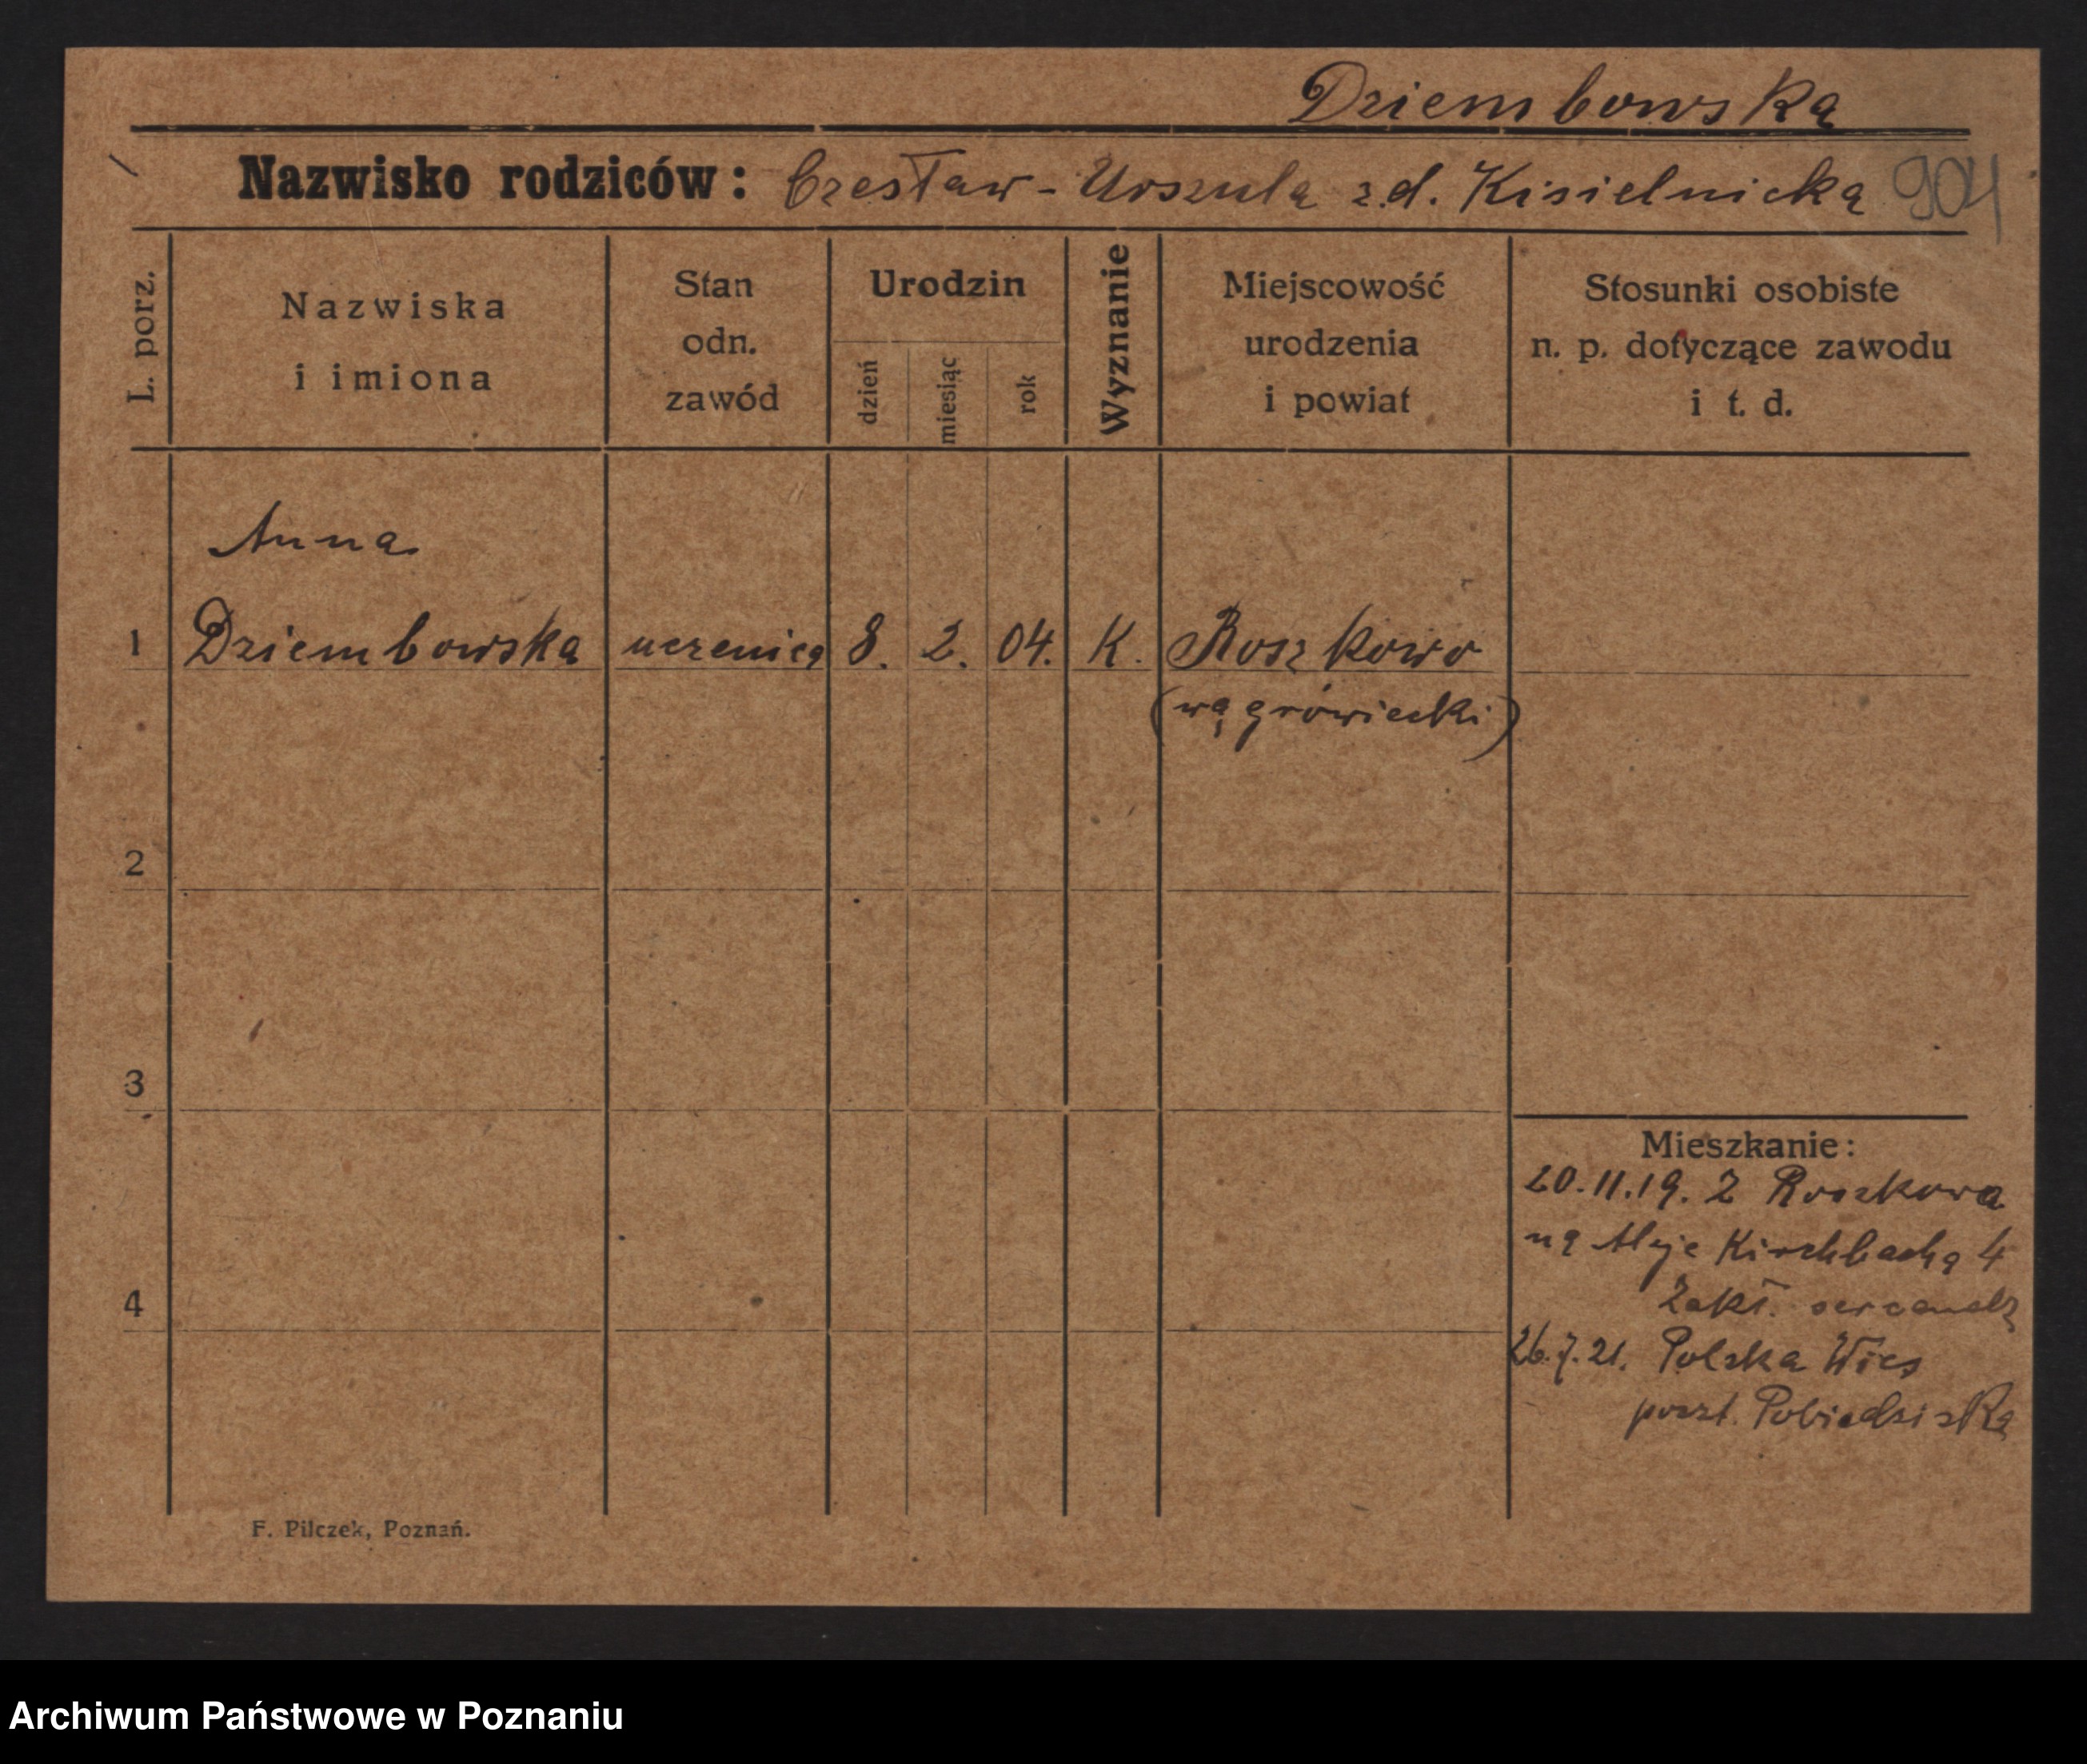 Dziembowska
Nazwisko rodziców: Czesław - Urszula z.d. Kisielnicka 904
L. porz.
Nazwiska
i imiona
Stan
odn.
zawód
Urodzin
dzień
miesiąc
rok
Wyznanie
Miejscowość
urodzenia
i powiat
Stosunki osobiste
n. p. dotyczące zawodu
i t. d.
Anna
1 Dziembowska uczenica 8. 2. 04. K. Roszkowo
(wągrówiecki)
2
3
4
Mieszkanie:
20.11.19. Z Roszkowa
na Aleje Kirchbacha 4
Zakł.
26.7.21. Polska Wieś
poszt. Pobiedziska
F. Pilczek, Poznań.
Archiwum Państwowe w Poznaniu